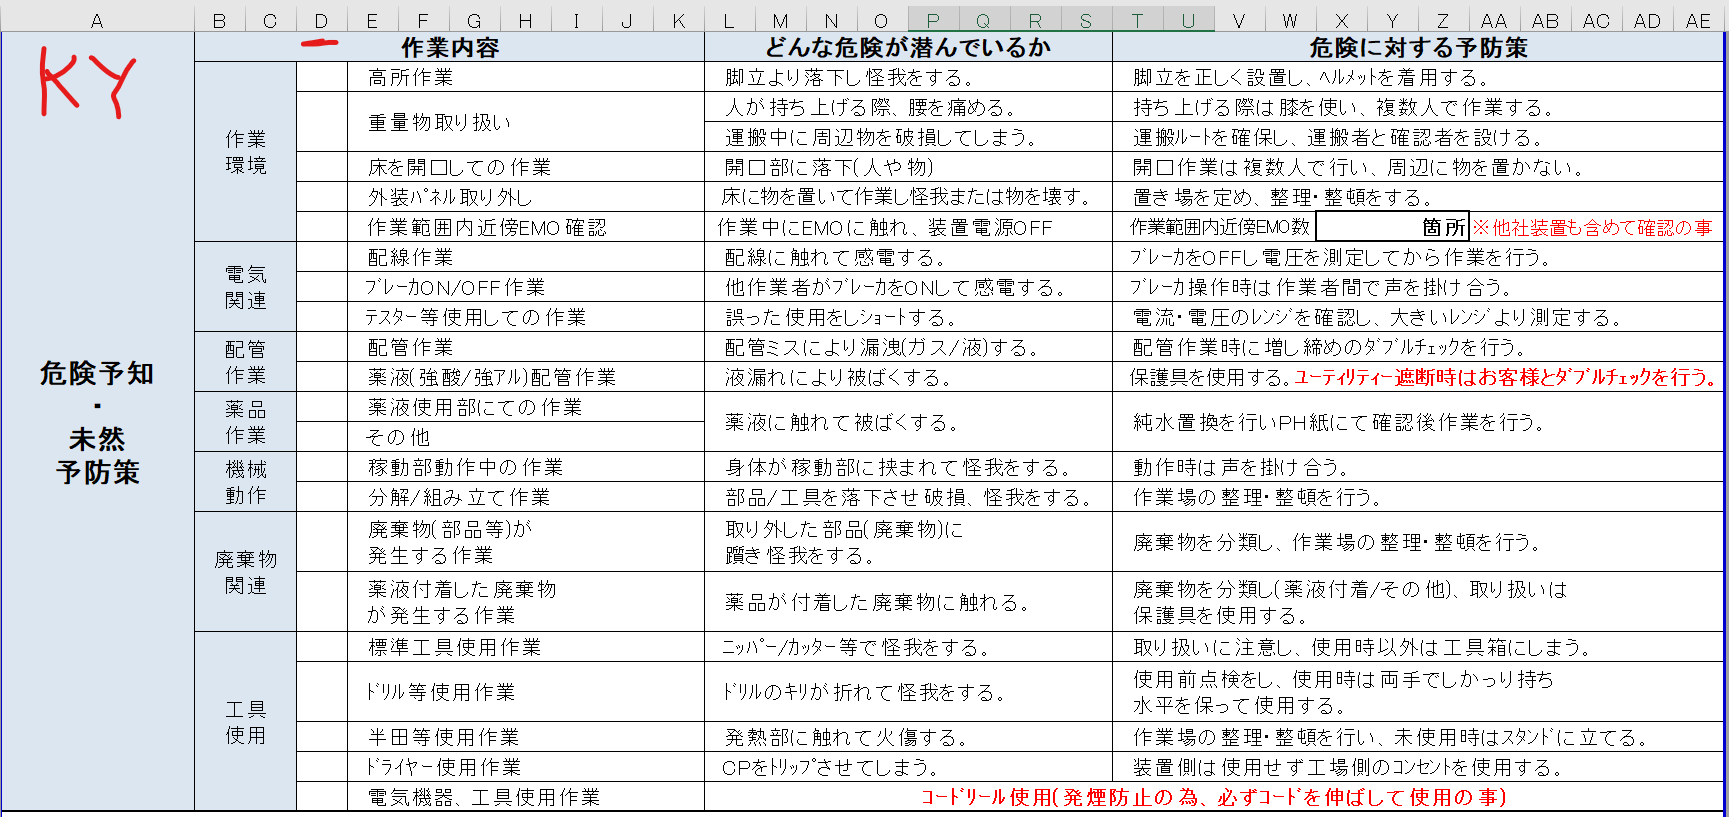 A B C D E F G H I J K L M N O P Q R S T U V W X Y Z AA AB AC AD AE
KY
危険予知
・
未然
予防策
作業内容 どんな危険が潜んでいるか 危険に対する予防策
作業
環境
高所作業 脚立より落下し怪我をする。 脚立を正しく設置し、ﾍﾙﾒｯﾄを着用する。
重量物取り扱い 人が持ち上げる際、腰を痛める。 持ち上げる際は膝を使い、複数人で作業する。
運搬中に周辺物を破損してしまう。 運搬ﾙｰﾄを確保し、運搬者と確認者を設ける。
床を開口しての作業 開口部に落下(人や物) 開口作業は複数人で行い、周辺に物を置かない。
外装ﾊﾟﾈﾙ取り外し 床に物を置いて作業し怪我または物を壊す。 置き場を定め、整理・整頓をする。
作業範囲内近傍EMO確認 作業中にEMOに触れ、装置電源OFF 作業範囲内近傍EMO数 箇所 ※他社装置も含めて確認の事
電気
関連
配線作業 配線に触れて感電する。 ﾌﾞﾚｰｶをOFFし電圧を測定してから作業を行う。
ﾌﾞﾚｰｶON/OFF作業 他作業者がﾌﾞﾚｰｶをONして感電する。 ﾌﾞﾚｰｶ操作時は作業者間で声を掛け合う。
ﾃｽﾀｰ等使用しての作業 誤った使用をしｼｮｰﾄする。 電流・電圧のﾚﾝｼﾞを確認し、大きいﾚﾝｼﾞより測定する。
配管
作業
配管作業 配管ミスにより漏洩(ガス/液)する。 配管作業時に増し締めのﾀﾞﾌﾞﾙﾁｪｯｸを行う。
薬液(強酸/強ｱﾙ)配管作業 液漏れにより被ばくする。 保護具を使用する。ﾕｰﾃｨﾘﾃｨｰ遮断時はお客様とﾀﾞﾌﾞﾙﾁｪｯｸを行う。
薬品
作業
薬液使用部にての作業 薬液に触れて被ばくする。 純水置換を行いPH紙にて確認後作業を行う。
その他
機械
動作
稼動部動作中の作業 身体が稼動部に挟まれて怪我をする。 動作時は声を掛け合う。
分解/組み立て作業 部品/工具を落下させ破損、怪我をする。 作業場の整理・整頓を行う。
廃棄物
関連
廃棄物(部品等)が
発生する作業
取り外した部品(廃棄物)に
躓き怪我をする。
廃棄物を分類し、作業場の整理・整頓を行う。
薬液付着した廃棄物
が発生する作業
薬品が付着した廃棄物に触れる。
廃棄物を分類し(薬液付着/その他)、取り扱いは
保護具を使用する。
工具
使用
標準工具使用作業 ﾆｯﾊﾟｰ/ｶｯﾀｰ等で怪我をする。 取り扱いに注意し、使用時以外は工具箱にしまう。
ﾄﾞﾘﾙ等使用作業 ﾄﾞﾘﾙのｷﾘが折れて怪我をする。
使用前点検をし、使用時は両手でしかっり持ち
水平を保って使用する。
半田等使用作業 発熱部に触れて火傷する。 作業場の整理・整頓を行い、未使用時はｽﾀﾝﾄﾞに立てる。
ﾄﾞﾗｲﾔｰ使用作業 CPをﾄﾘｯﾌﾟさせてしまう。 装置側は使用せず工場側のｺﾝｾﾝﾄを使用する。
電気機器、工具使用作業 ｺｰﾄﾞﾘｰﾙ使用(発煙防止の為、必ずｺｰﾄﾞを伸ばして使用の事)